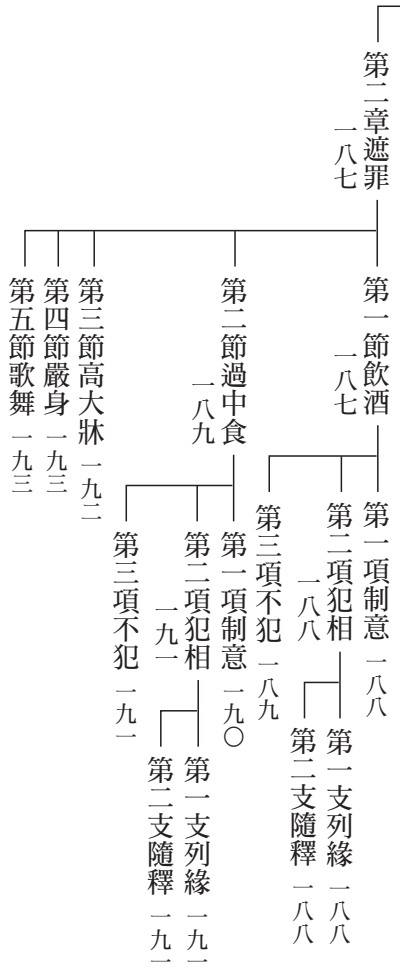 第二章遮罪
一八七
第一節飲酒
一八七
第一項制意 一八八
第二項犯相
一八八
第一支列緣 一八八
第二支隨釋 一八八
第三項不犯 一八九
第二節過中食
一八九
第一項制意 一九〇
第二項犯相
一九一
第一支列緣 一九一
第二支隨釋 一九一
第三項不犯 一九一
第三節高大牀 一九二
第四節嚴身 一九三
第五節歌舞 一九三